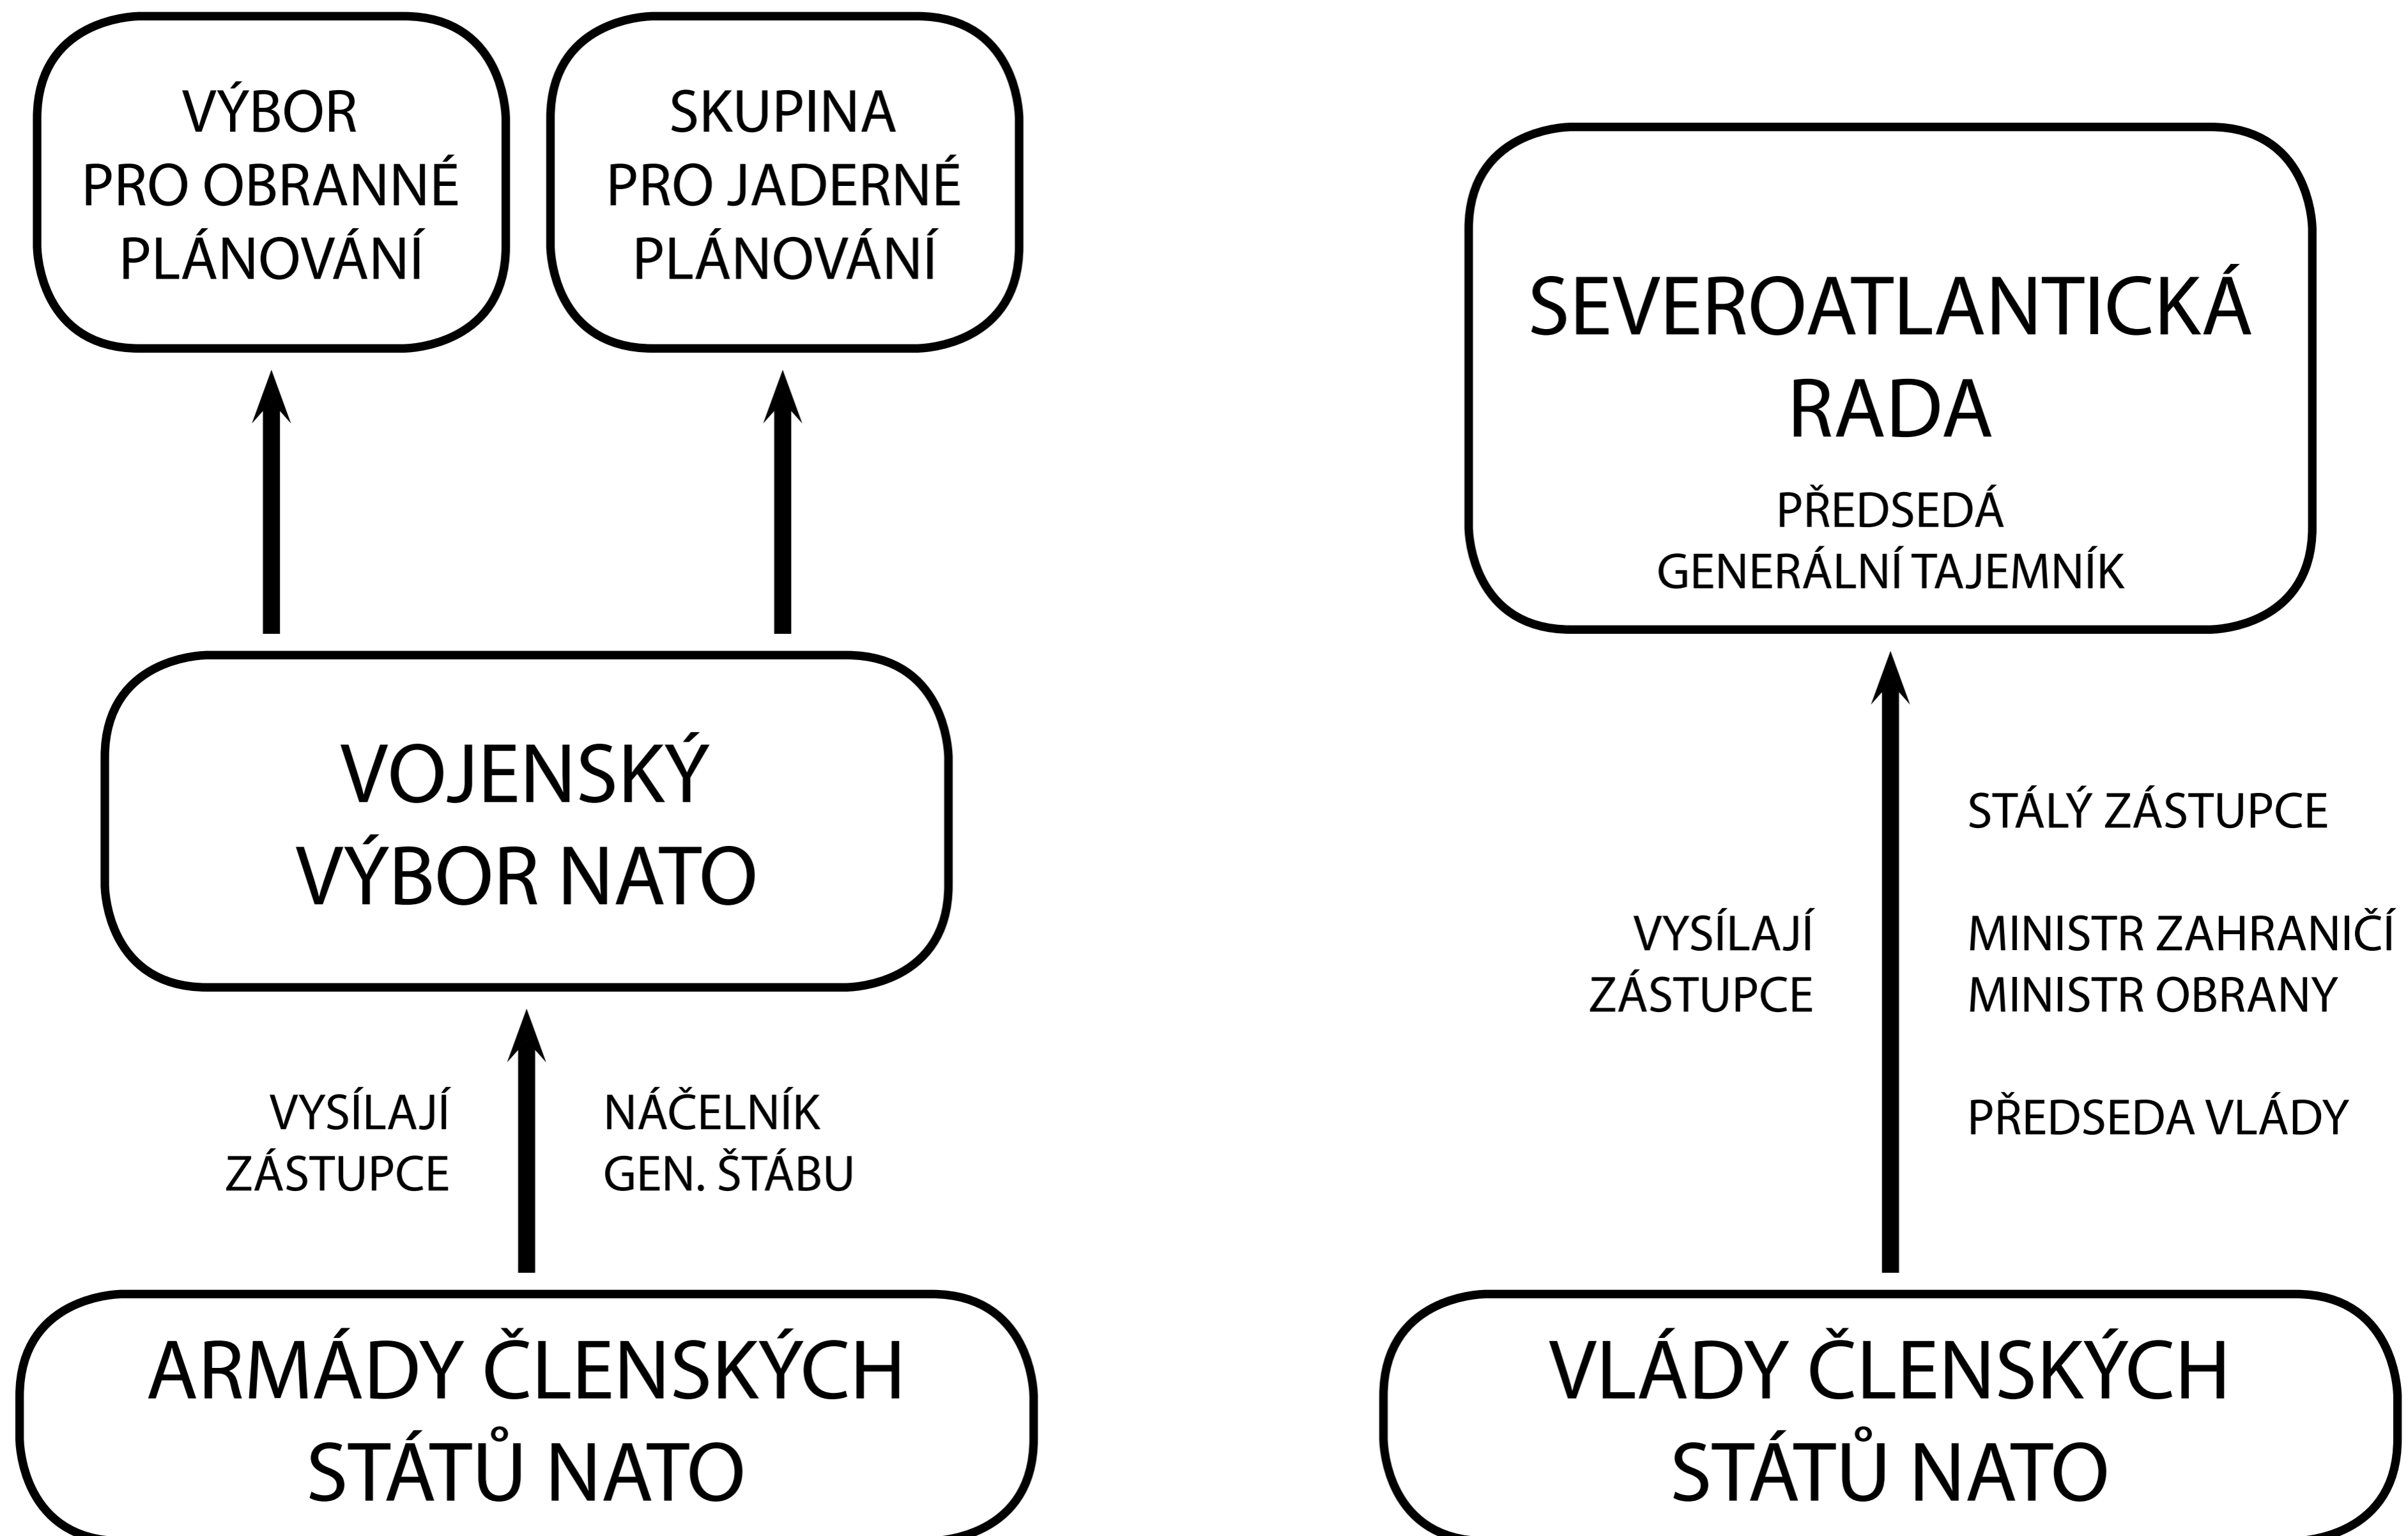 VÝBOR
PRO OBRANNÉ
PLÁNOVÁNÍ
SKUPINA
PRO JADERNÉ
PLÁNOVÁNÍ
SEVEROATLANTICKÁ
RADA
PŘEDSEDÁ
GENERÁLNÍ TAJEMNÍK
VOJENSKÝ
VÝBOR NATO
VYSÍLAJÍ
ZÁSTUPCE
NÁČELNÍK
GEN. ŠTÁBU
VYSÍLAJÍ
ZÁSTUPCE
STÁLÝ ZÁSTUPCE
MINISTR ZAHRANIČÍ
MINISTR OBRANY
PŘEDSEDA VLÁDY
ARMÁDY ČLENSKÝCH
STÁTŮ NATO
VLÁDY ČLENSKÝCH
STÁTŮ NATO